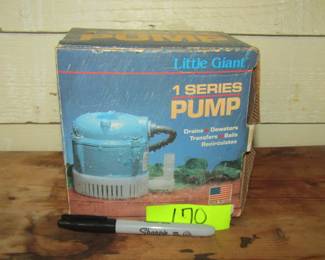 PUMP
Little Giant
1 SERIES
PUMP
Drains • Dewaters
Transfers • Bails
Recirculates
170
Sharpie